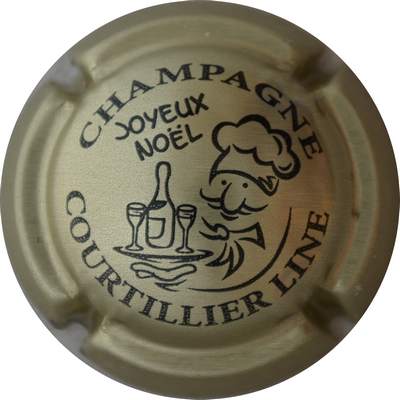 CHAMPAGNE
JOYEUX
NOËL
COURTILLIER LINE